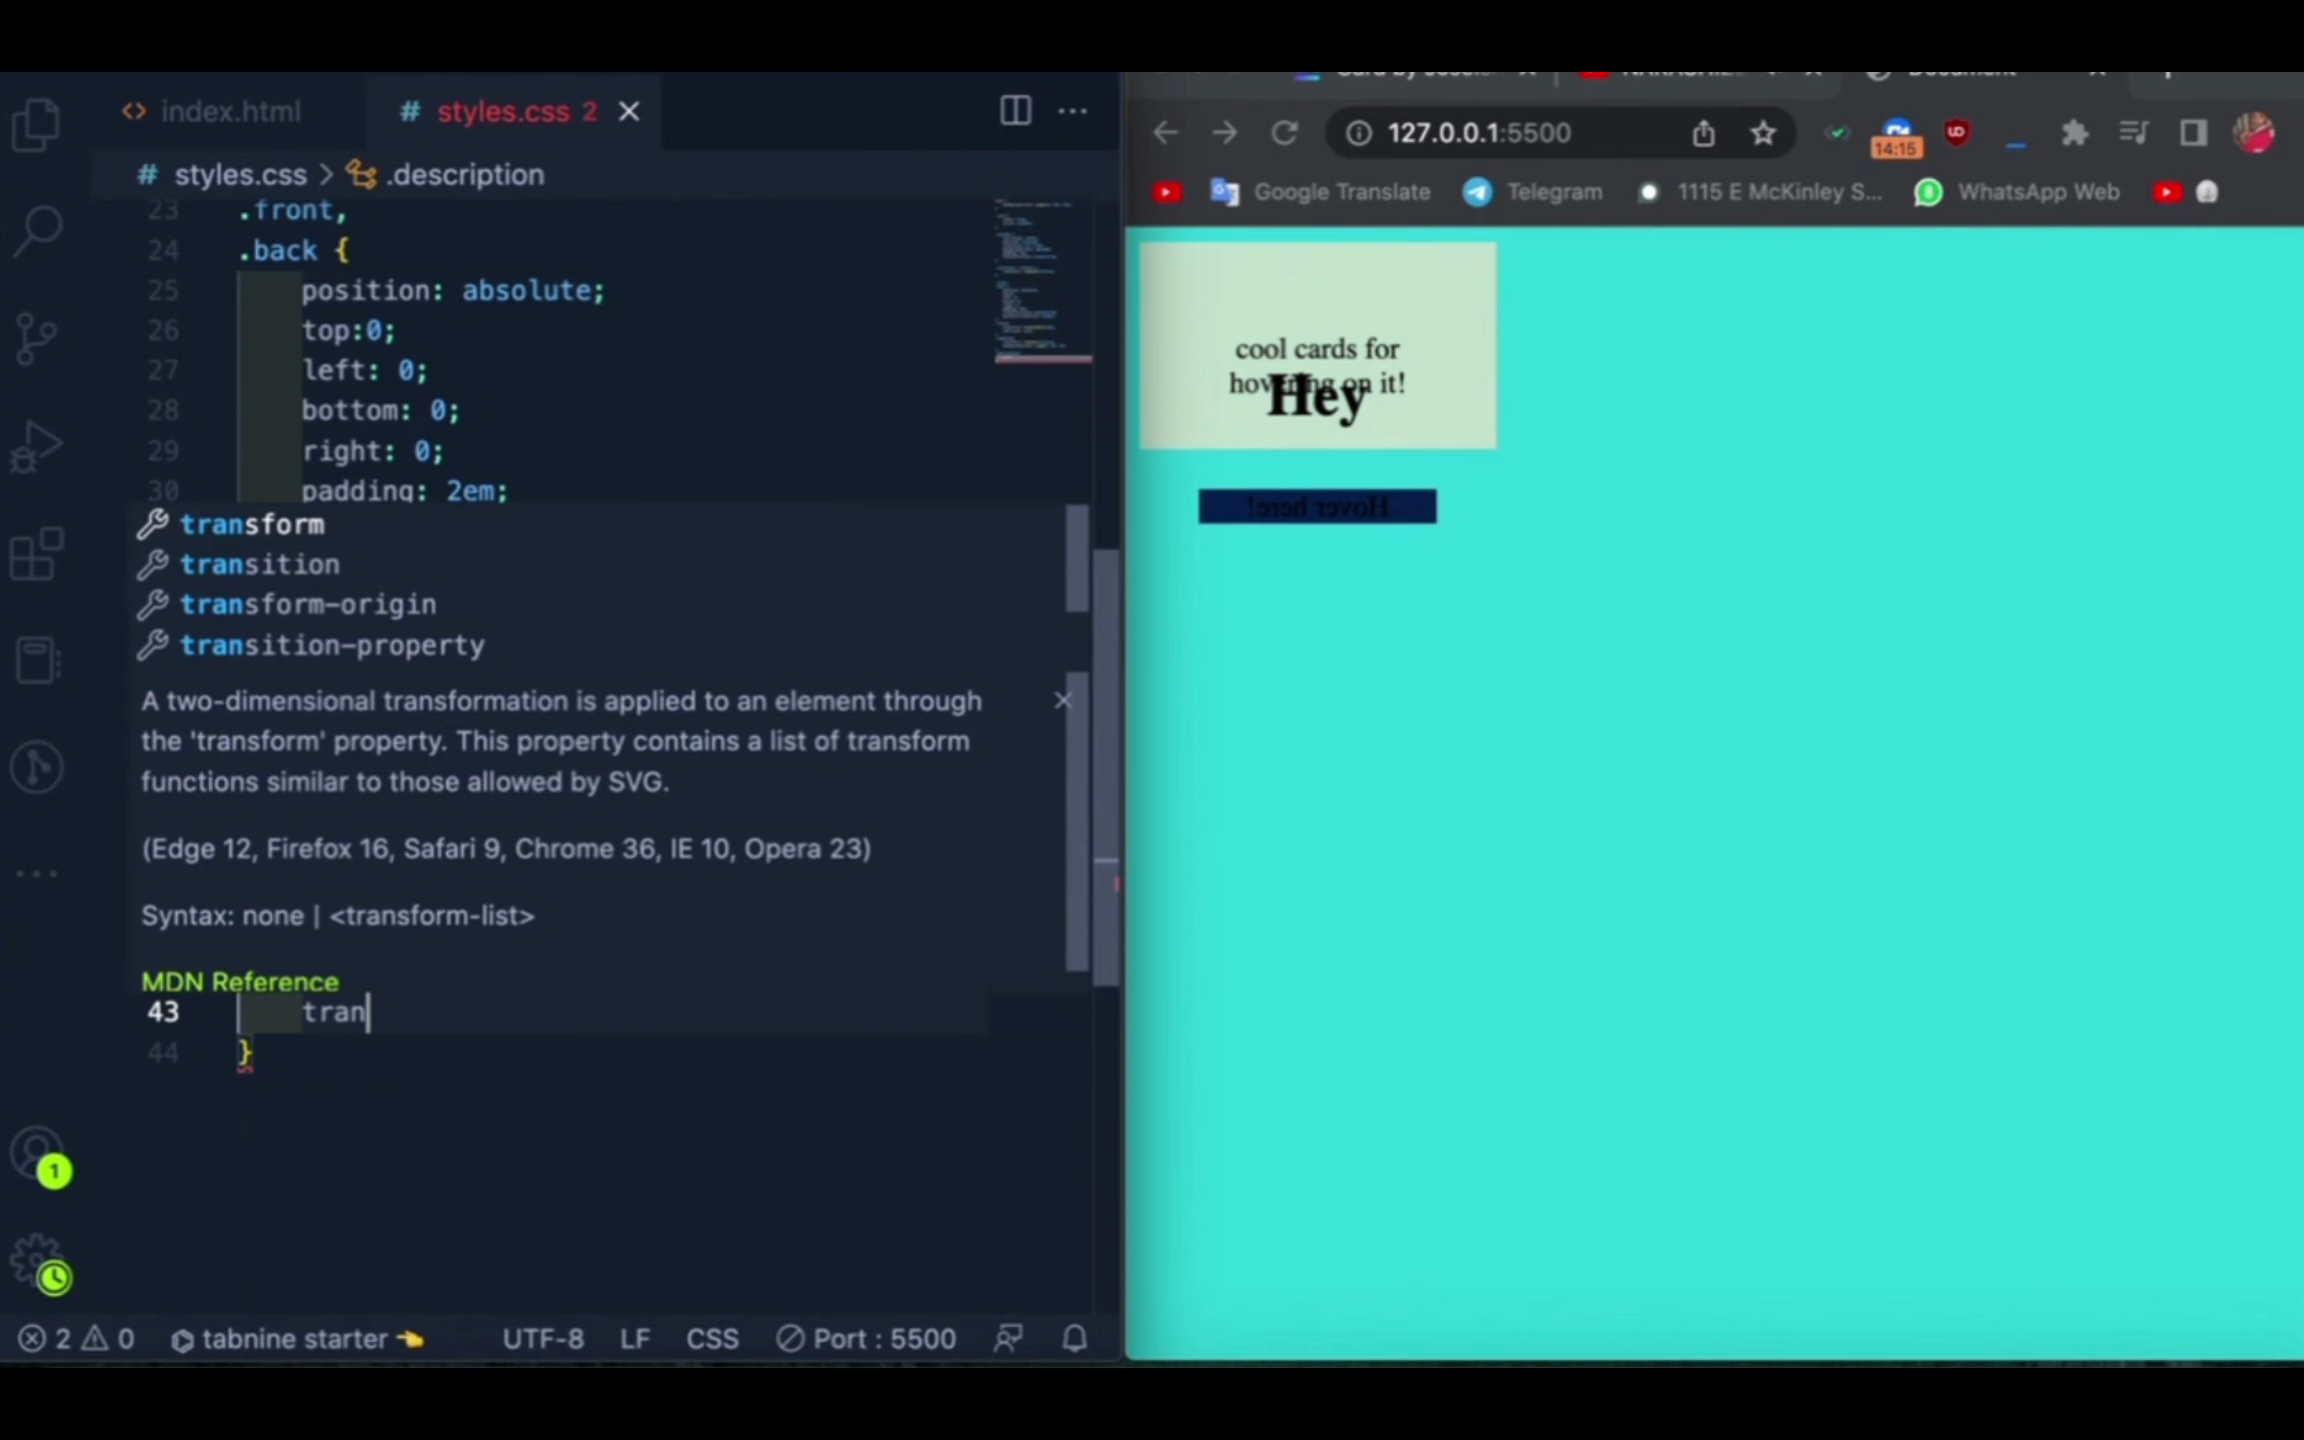 index.html
styles.css 2
styles.css > .description
23 .front,
24 .back {
25 position: absolute;
26 top:0;
27 left: 0;
28 bottom: 0;
29 right: 0;
30 padding: 2em;
transform
transition
transform-origin
transition-property
A two-dimensional transformation is applied to an element through
the 'transform' property. This property contains a list of transform
functions similar to those allowed by SVG.
(Edge 12, Firefox 16, Safari 9, Chrome 36, IE 10, Opera 23)
Syntax: none | <transform-list>
MDN Reference
43 tran
44 }
1
2 0 tabnine starter UTF-8 LF CSS Port : 5500
Document
127.0.0.1:5500
14:15
Google Translate Telegram 1115 E McKinley S... WhatsApp Web
cool cards for
hovering on it!
Hey
Hover here!